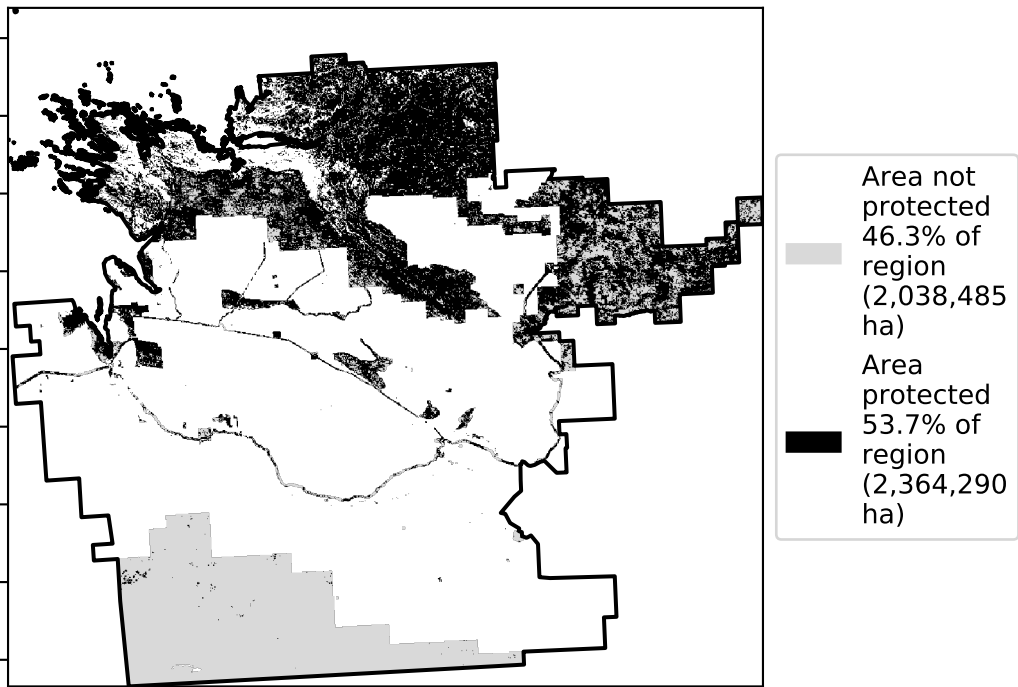 Area not
protected
46.3% of
region
(2,038,485
ha)
Area
protected
53.7% of
region
(2,364,290
ha)